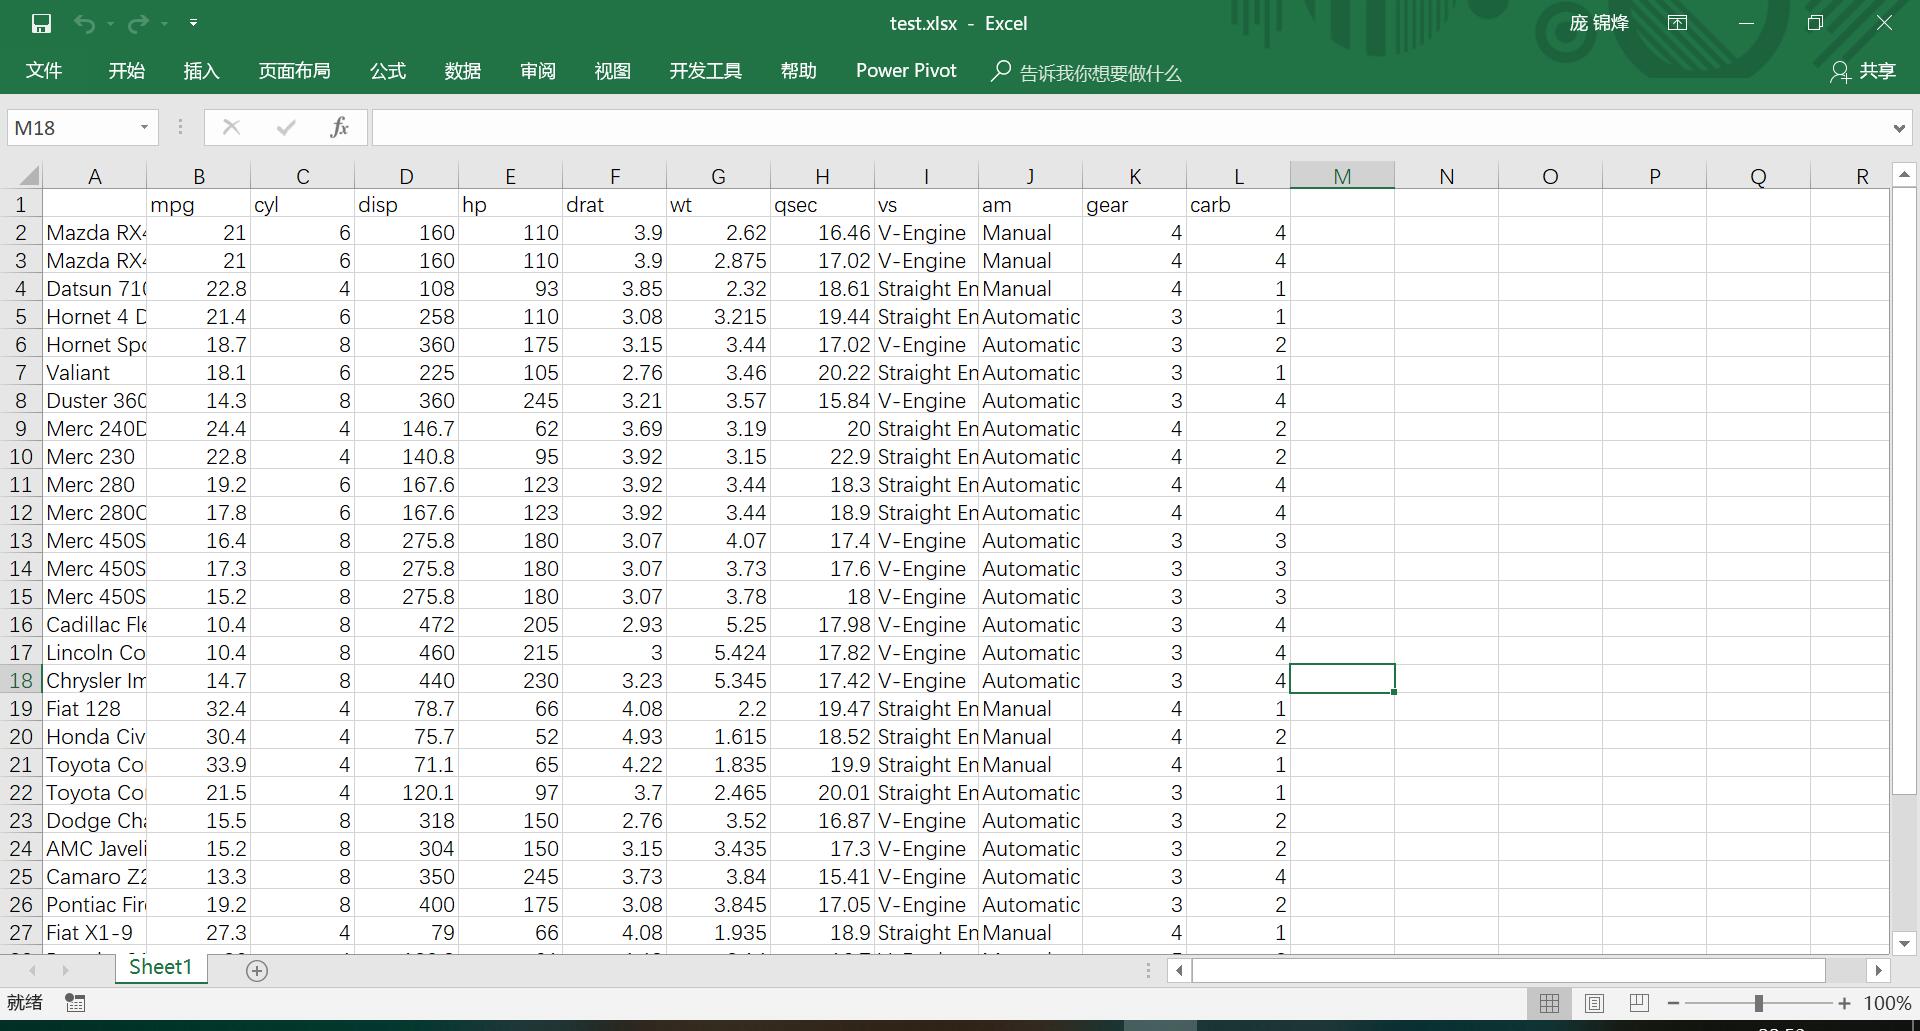 test.xlsx - Excel
庞 锦烽
文件 开始 插入 页面布局 公式 数据 审阅 视图 开发工具 帮助 Power Pivot 告诉我你想要做什么 共享
M18 fx
A B C D E F G H I J K L M N O P Q R
1 mpg cyl disp hp drat wt qsec vs am gear carb
2 Mazda RX4 21 6 160 110 3.9 2.62 16.46 V-Engine Manual 4 4
3 Mazda RX4 21 6 160 110 3.9 2.875 17.02 V-Engine Manual 4 4
4 Datsun 710 22.8 4 108 93 3.85 2.32 18.61 Straight En Manual 4 1
5 Hornet 4 D 21.4 6 258 110 3.08 3.215 19.44 Straight En Automatic 3 1
6 Hornet Spo 18.7 8 360 175 3.15 3.44 17.02 V-Engine Automatic 3 2
7 Valiant 18.1 6 225 105 2.76 3.46 20.22 Straight En Automatic 3 1
8 Duster 360 14.3 8 360 245 3.21 3.57 15.84 V-Engine Automatic 3 4
9 Merc 240D 24.4 4 146.7 62 3.69 3.19 20 Straight En Automatic 4 2
10 Merc 230 22.8 4 140.8 95 3.92 3.15 22.9 Straight En Automatic 4 2
11 Merc 280 19.2 6 167.6 123 3.92 3.44 18.3 Straight En Automatic 4 4
12 Merc 280C 17.8 6 167.6 123 3.92 3.44 18.9 Straight En Automatic 4 4
13 Merc 450S 16.4 8 275.8 180 3.07 4.07 17.4 V-Engine Automatic 3 3
14 Merc 450S 17.3 8 275.8 180 3.07 3.73 17.6 V-Engine Automatic 3 3
15 Merc 450S 15.2 8 275.8 180 3.07 3.78 18 V-Engine Automatic 3 3
16 Cadillac Fle 10.4 8 472 205 2.93 5.25 17.98 V-Engine Automatic 3 4
17 Lincoln Co 10.4 8 460 215 3 5.424 17.82 V-Engine Automatic 3 4
18 Chrysler Im 14.7 8 440 230 3.23 5.345 17.42 V-Engine Automatic 3 4
19 Fiat 128 32.4 4 78.7 66 4.08 2.2 19.47 Straight En Manual 4 1
20 Honda Civ 30.4 4 75.7 52 4.93 1.615 18.52 Straight En Manual 4 2
21 Toyota Cor 33.9 4 71.1 65 4.22 1.835 19.9 Straight En Manual 4 1
22 Toyota Cor 21.5 4 120.1 97 3.7 2.465 20.01 Straight En Automatic 3 1
23 Dodge Cha 15.5 8 318 150 2.76 3.52 16.87 V-Engine Automatic 3 2
24 AMC Javeli 15.2 8 304 150 3.15 3.435 17.3 V-Engine Automatic 3 2
25 Camaro Z2 13.3 8 350 245 3.73 3.84 15.41 V-Engine Automatic 3 4
26 Pontiac Fir 19.2 8 400 175 3.08 3.845 17.05 V-Engine Automatic 3 2
27 Fiat X1-9 27.3 4 79 66 4.08 1.935 18.9 Straight En Manual 4 1
Sheet1
就绪 100%